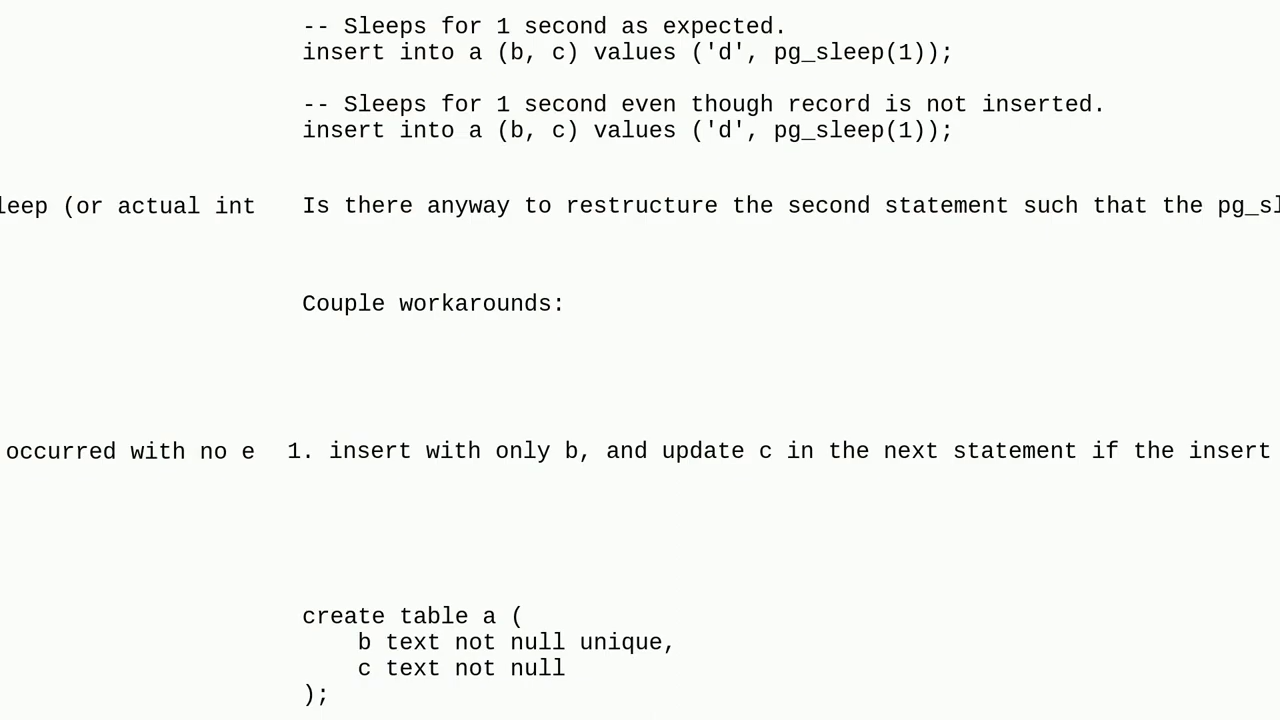 -- Sleeps for 1 second as expected.
insert into a (b, c) values ('d', pg_sleep(1));
-- Sleeps for 1 second even though record is not inserted.
insert into a (b, c) values ('d', pg_sleep(1));
leep (or actual int
Is there anyway to restructure the second statement such that the pg_sl
Couple workarounds:
occurred with no e
1. insert with only b, and update c in the next statement if the insert
create table a (
b text not null unique,
c text not null
);